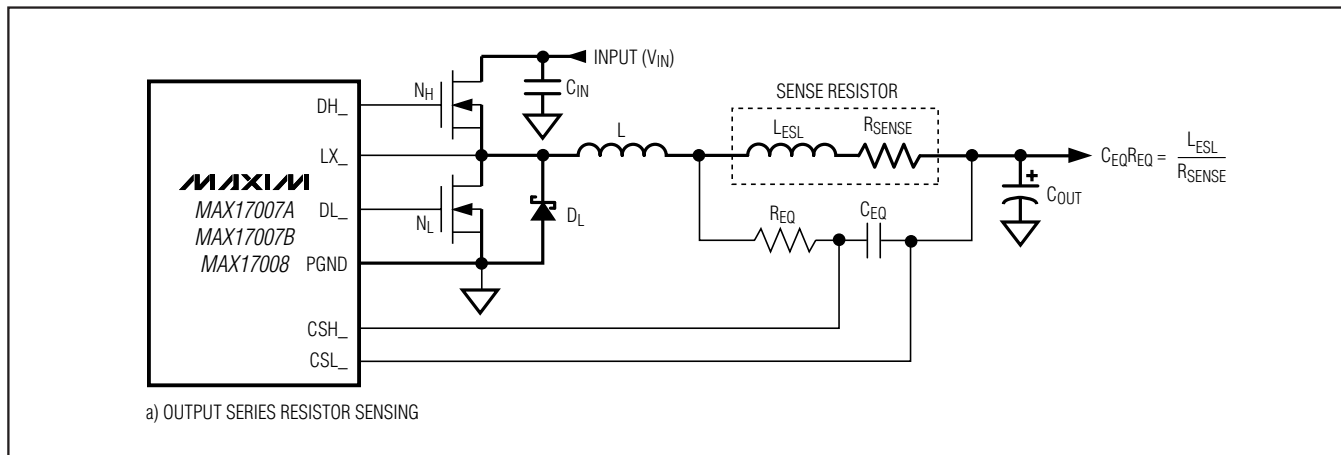 INPUT (VIN)
CIN
NH
DH_
SENSE RESISTOR
LESL
RSENSE
L
LX_
CEQREQ = LESL / RSENSE
MAXIM
MAX17007A
MAX17007B
MAX17008
DL_
NL
DL
REQ
CEQ
+
COUT
PGND
CSH_
CSL_
a) OUTPUT SERIES RESISTOR SENSING